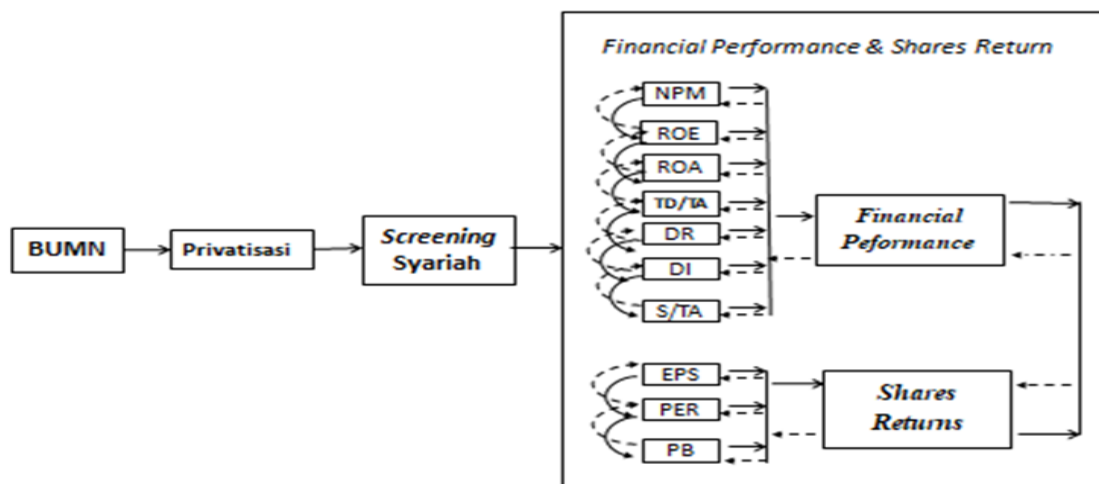 Financial Performance & Shares Return
NPM
ROE
ROA
TD/TA
DR
DI
S/TA
Financial
Peformance
BUMN
Privatisasi
Screening
Syariah
EPS
PER
PB
Shares
Returns